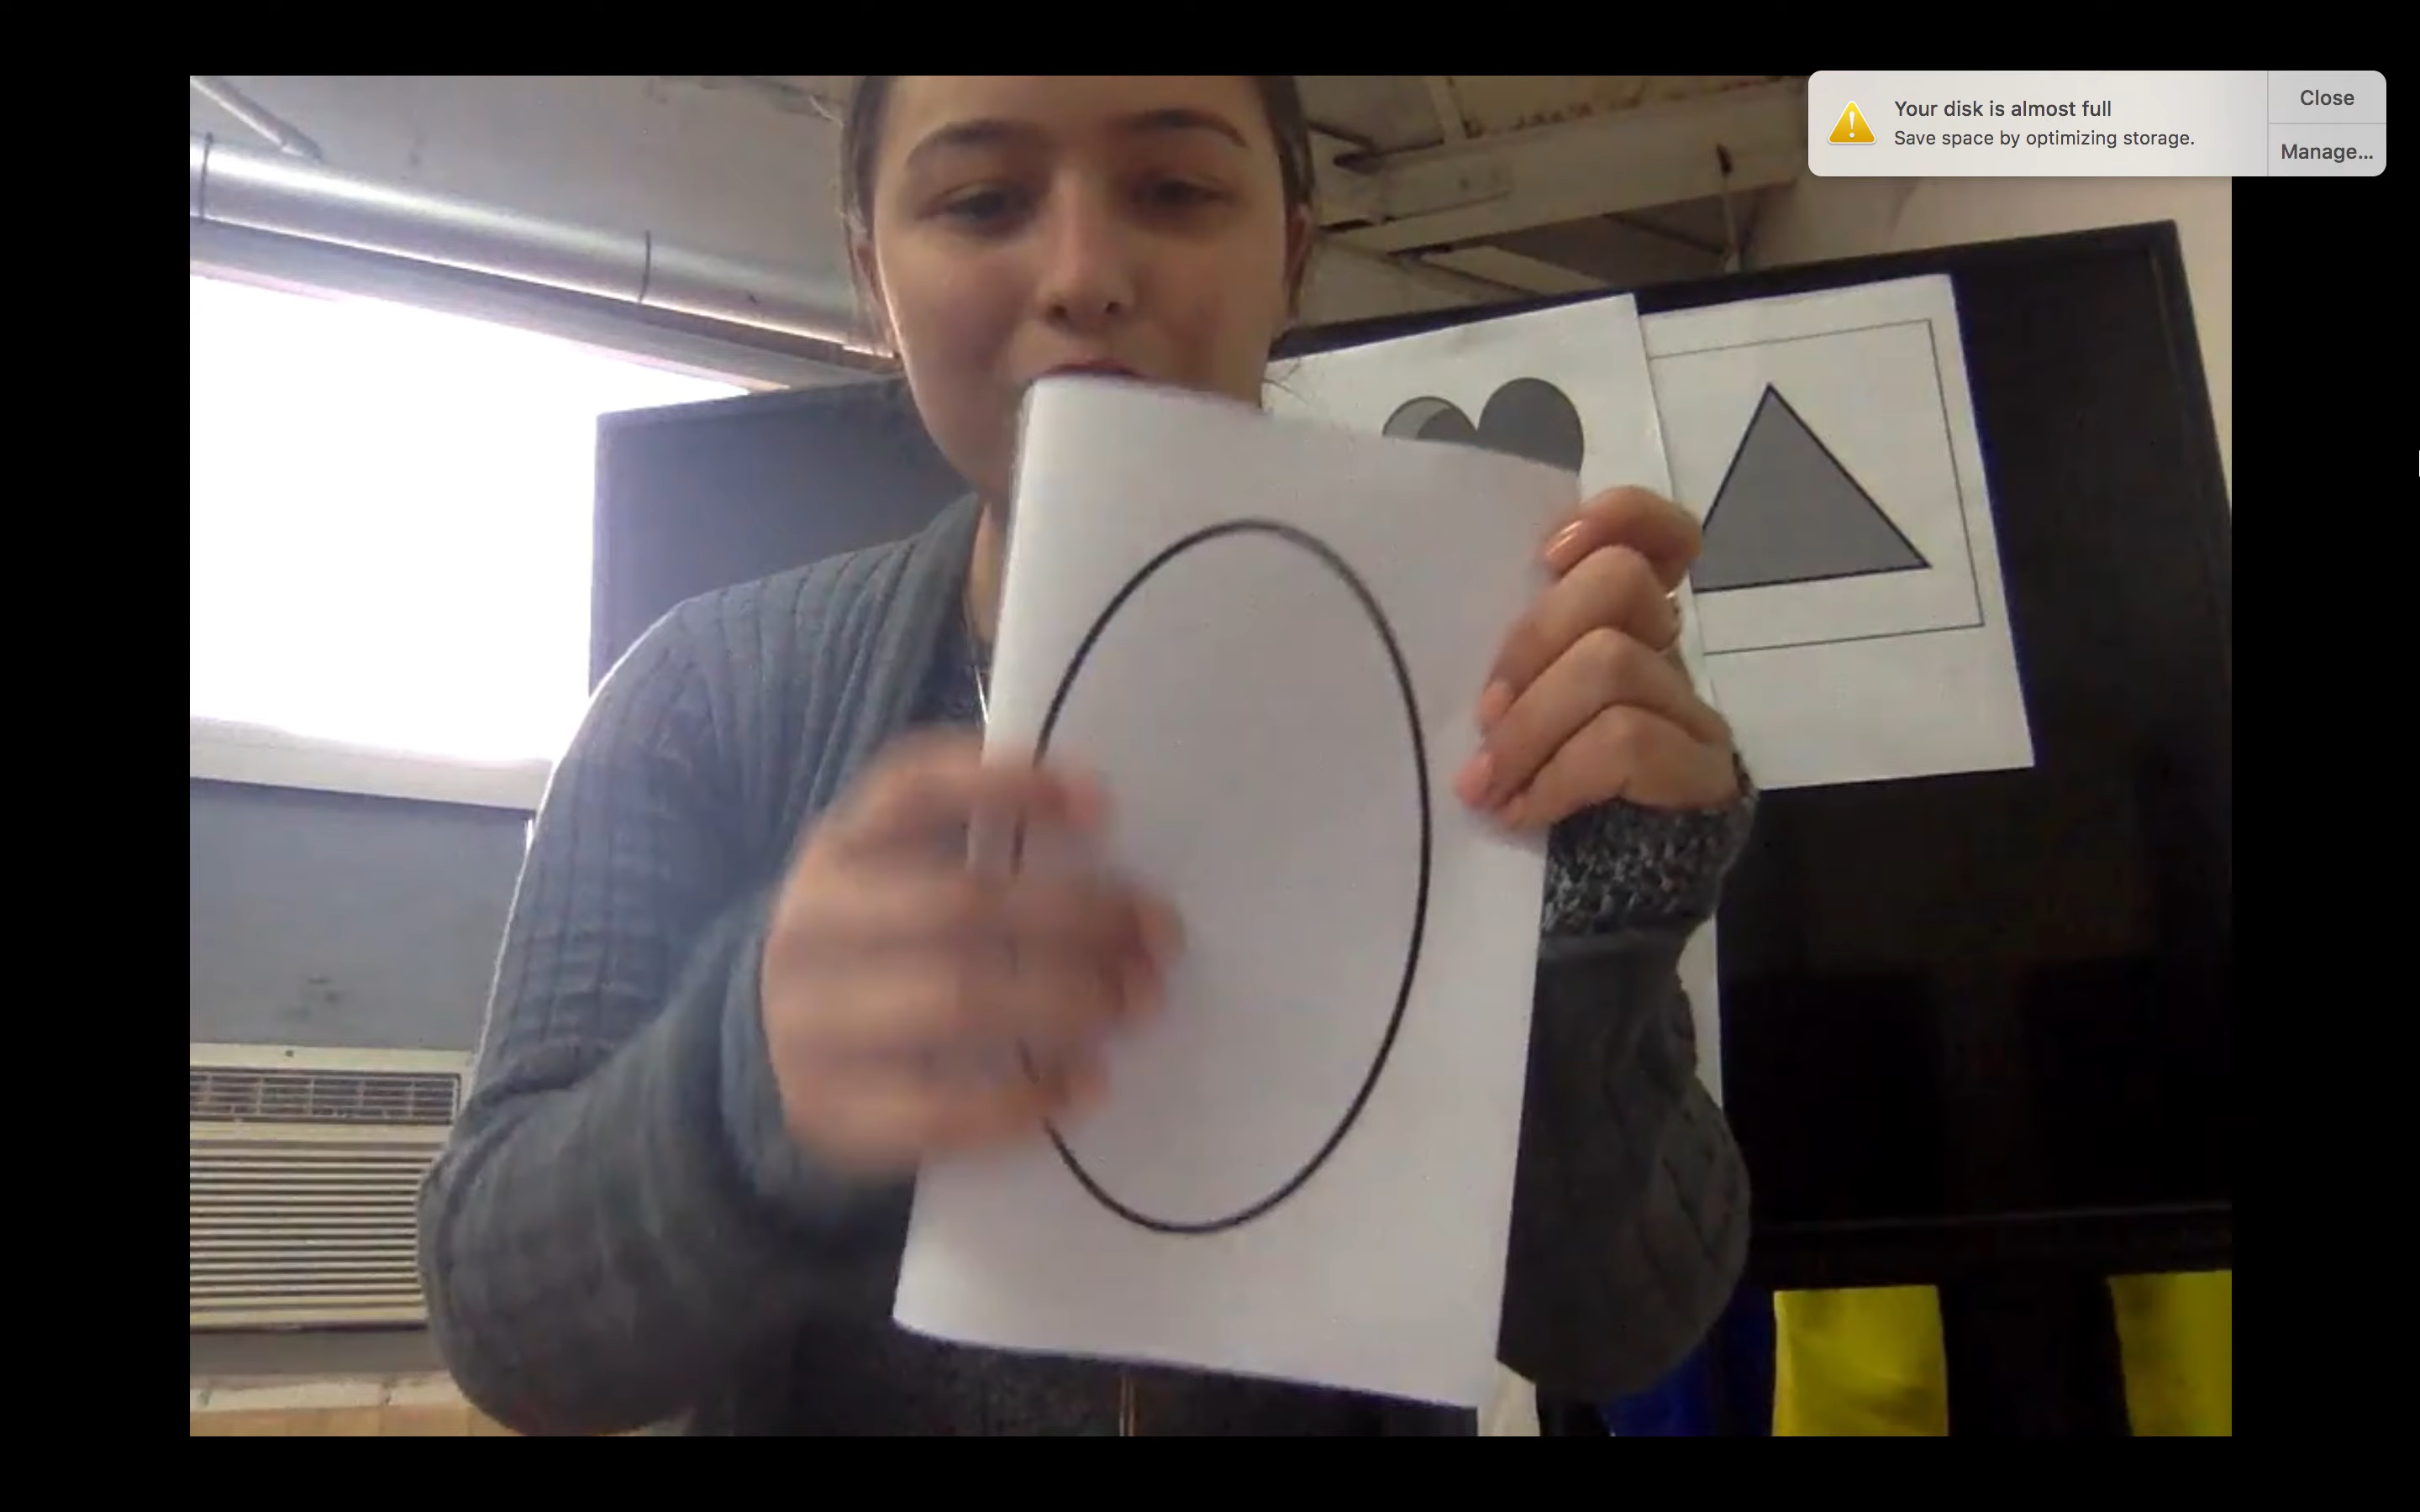 Your disk is almost full
Save space by optimizing storage.
Close
Manage...